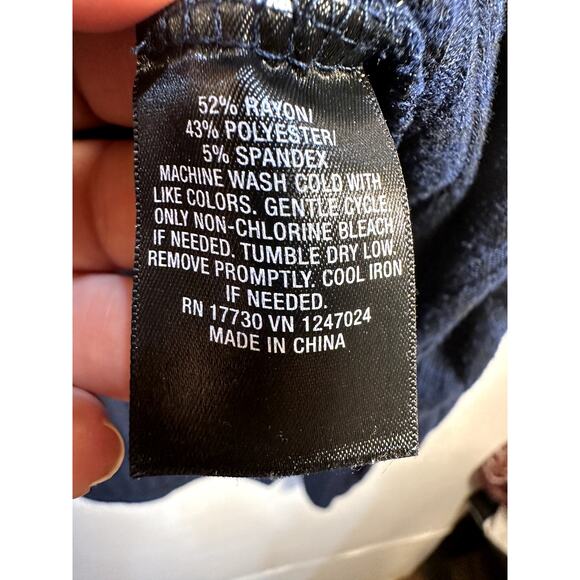 52% RAYON/
43% POLYESTER/
5% SPANDEX
MACHINE WASH COLD WITH
LIKE COLORS. GENTLE CYCLE
ONLY NON-CHLORINE BLEACH
IF NEEDED. TUMBLE DRY LOW
REMOVE PROMPTLY. COOL IRON
IF NEEDED.
RN 17730 VN 1247024
MADE IN CHINA